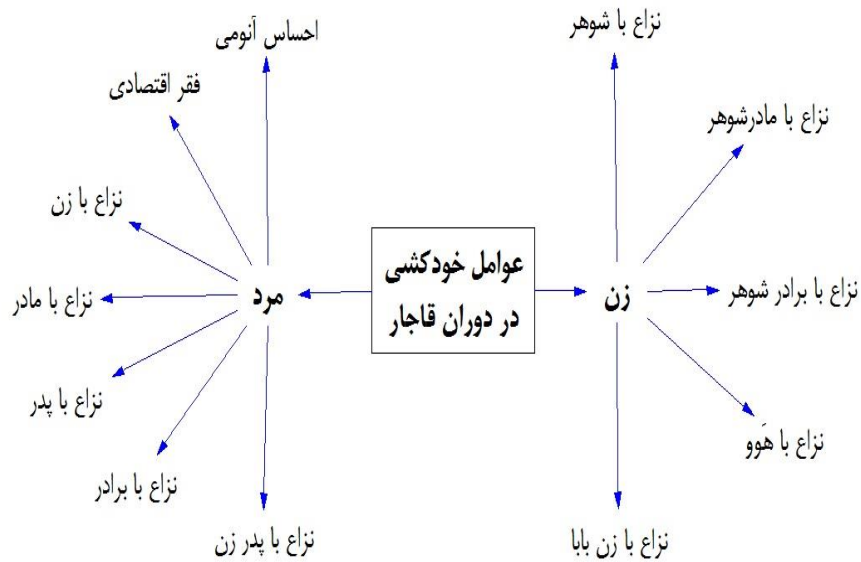 عوامل خودکشی
در دوران قاجار
زن
نزاع با شوهر
نزاع با مادرشوهر
نزاع با برادر شوهر
نزاع با هَوو
نزاع با زن بابا
مرد
احساس آنومی
فقر اقتصادی
نزاع با زن
نزاع با مادر
نزاع با پدر
نزاع با برادر
نزاع با پدر زن